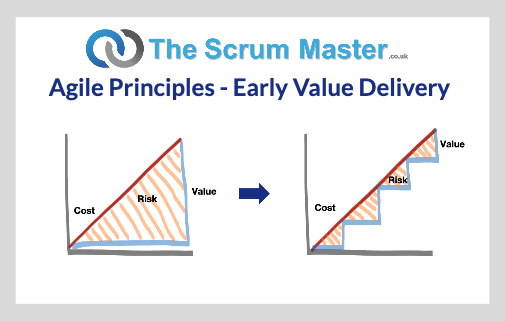 The Scrum Master.co.uk
Agile Principles - Early Value Delivery
Cost
Risk
Value
Cost
Risk
Value